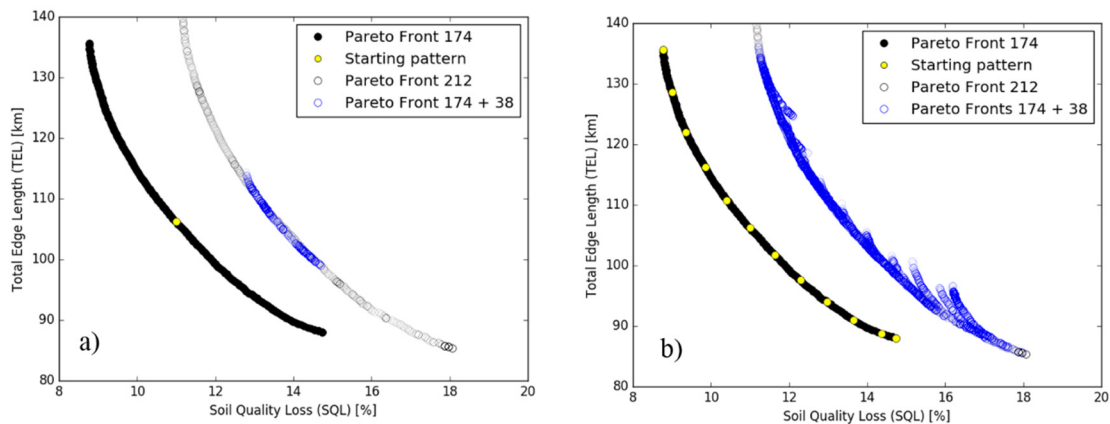 140
130
120
110
100
90
80
Total Edge Length (TEL) [km]
Pareto Front 174
Starting pattern
Pareto Front 212
Pareto Front 174 + 38
a)
8 10 12 14 16 18 20
Soil Quality Loss (SQL) [%]
140
130
120
110
100
90
80
Total Edge Length (TEL) [km]
Pareto Front 174
Starting pattern
Pareto Front 212
Pareto Fronts 174 + 38
b)
8 10 12 14 16 18 20
Soil Quality Loss (SQL) [%]